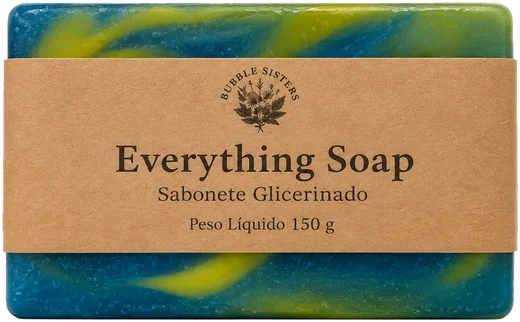 BUBBLE SISTERS
Everything Soap
Sabonete Glicerinado
Peso Líquido 150 g